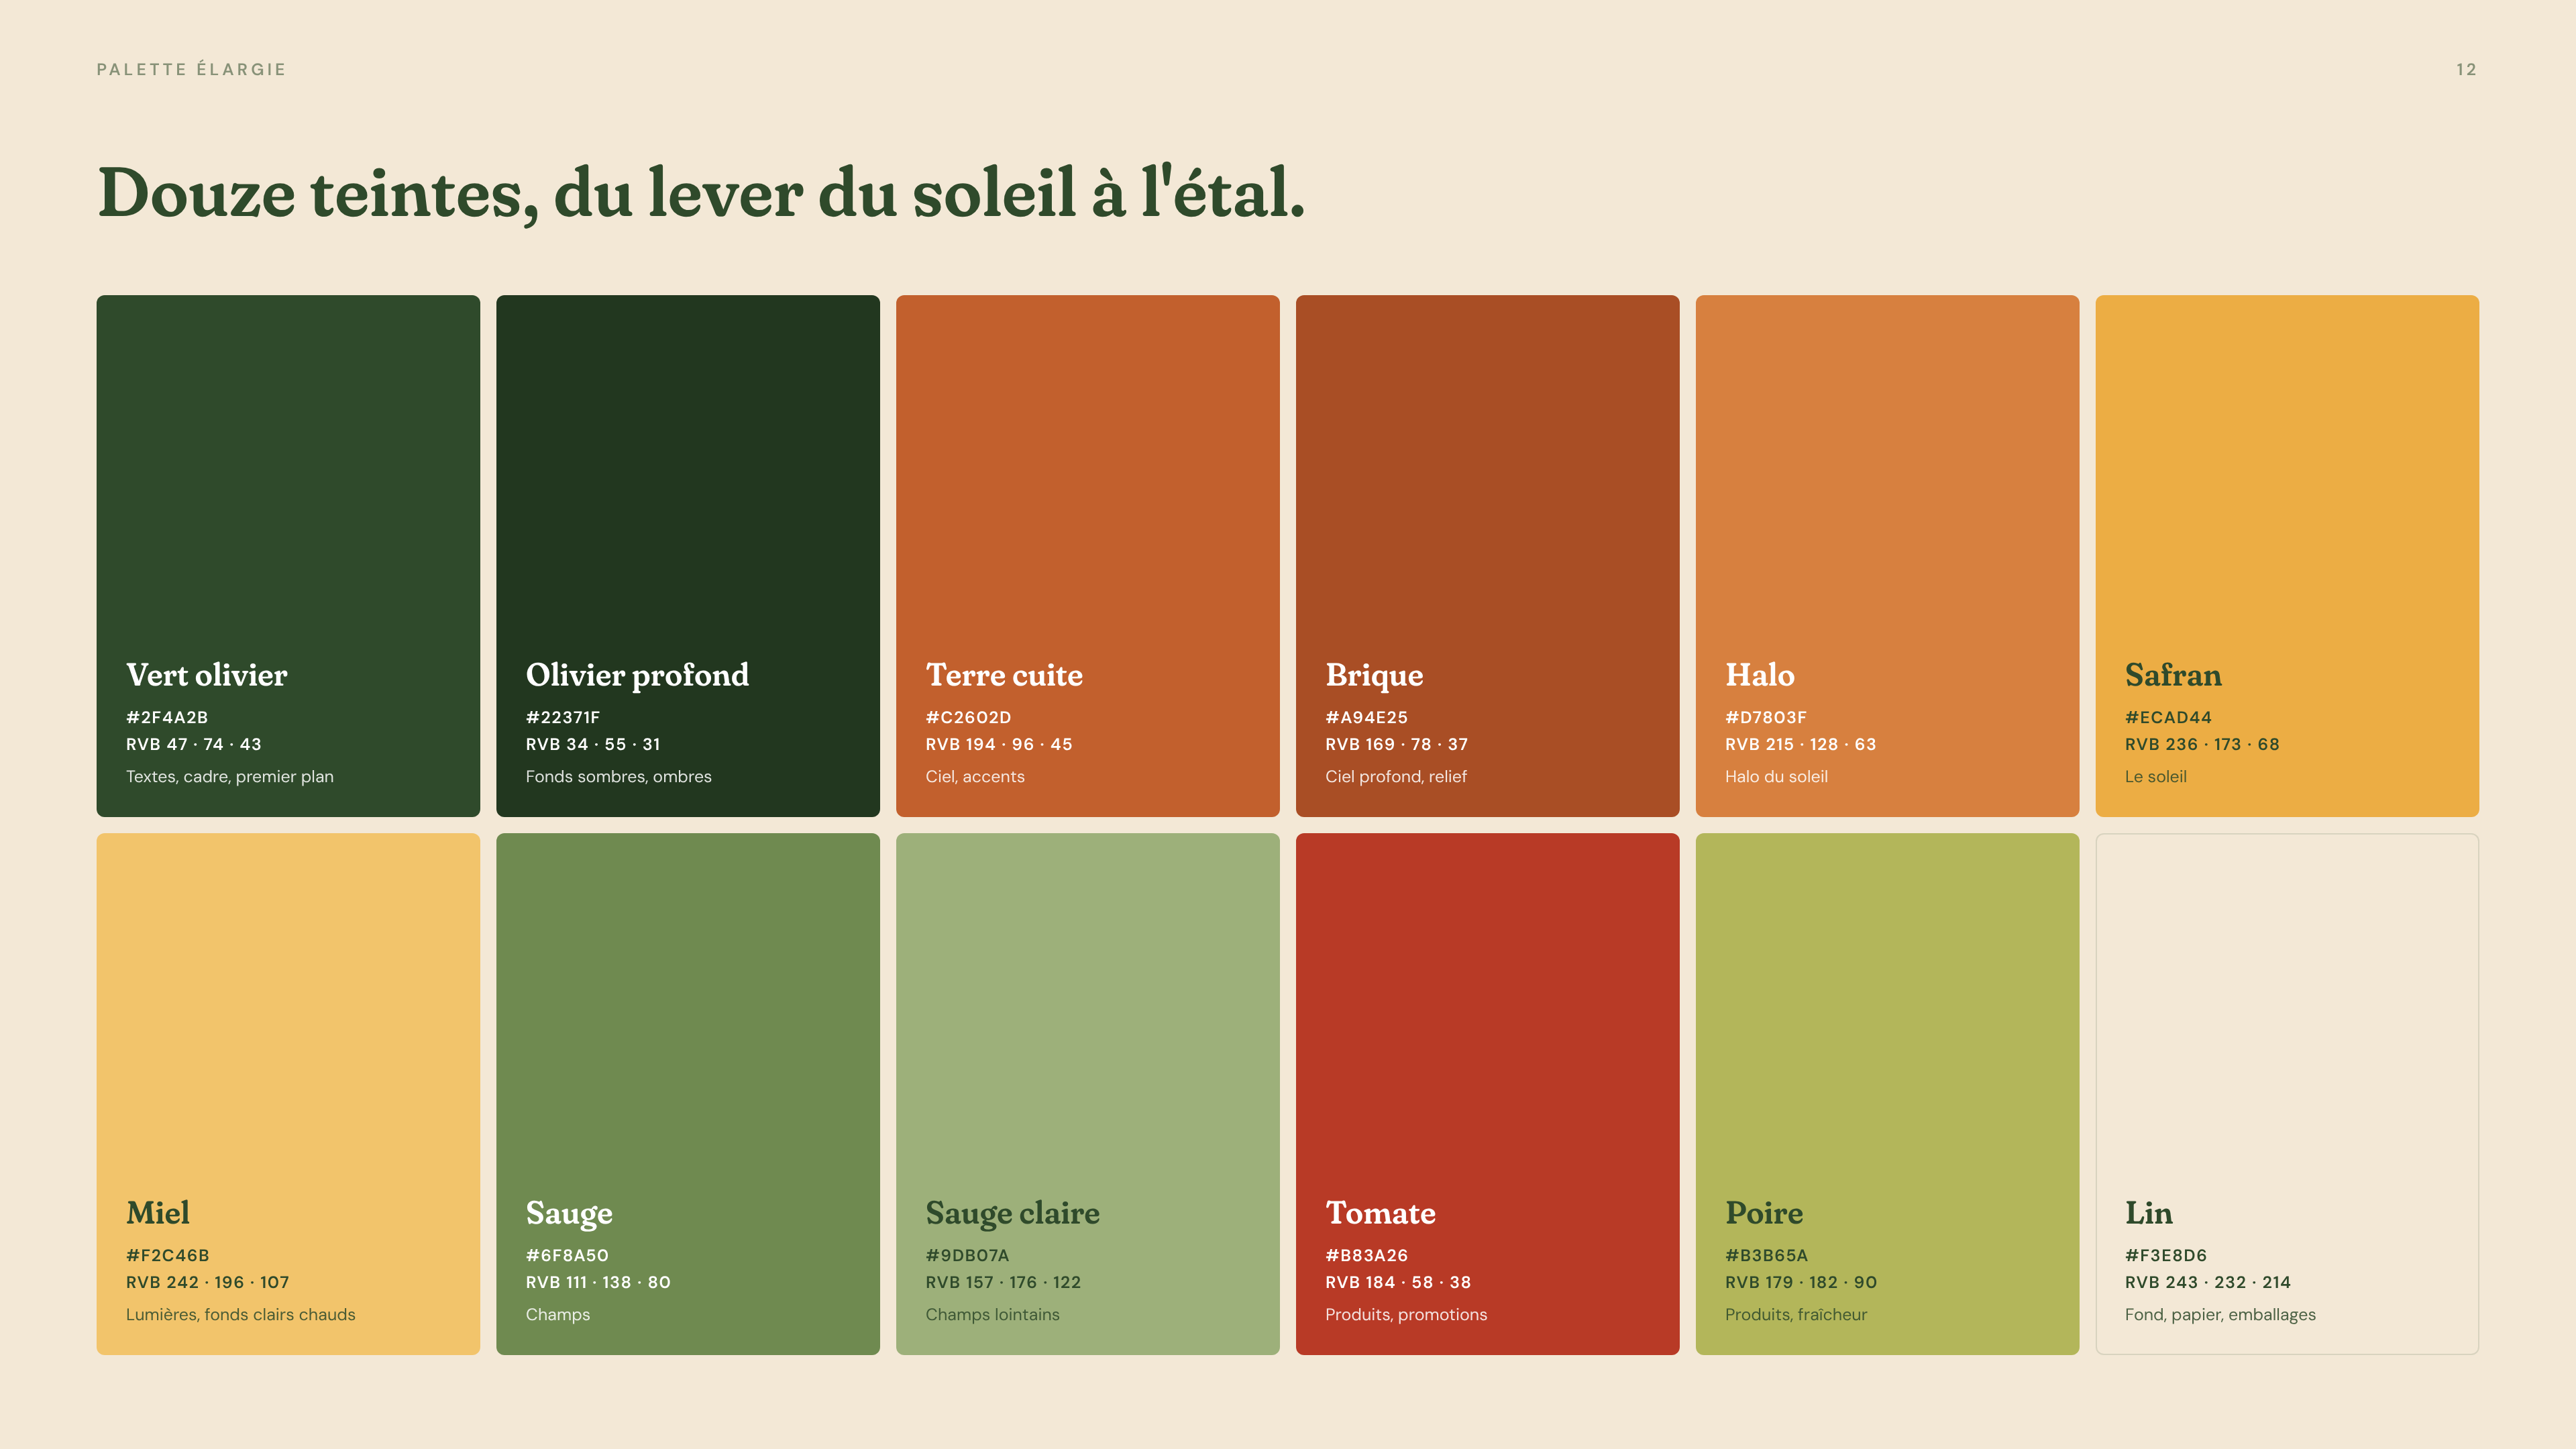 PALETTE ÉLARGIE
12
Douze teintes, du lever du soleil à l'étal.
Vert olivier
#2F4A2B
RVB 47 · 74 · 43
Textes, cadre, premier plan
Olivier profond
#22371F
RVB 34 · 55 · 31
Fonds sombres, ombres
Terre cuite
#C2602D
RVB 194 · 96 · 45
Ciel, accents
Brique
#A94E25
RVB 169 · 78 · 37
Ciel profond, relief
Halo
#D7803F
RVB 215 · 128 · 63
Halo du soleil
Safran
#ECAD44
RVB 236 · 173 · 68
Le soleil
Miel
#F2C46B
RVB 242 · 196 · 107
Lumières, fonds clairs chauds
Sauge
#6F8A50
RVB 111 · 138 · 80
Champs
Sauge claire
#9DB07A
RVB 157 · 176 · 122
Champs lointains
Tomate
#B83A26
RVB 184 · 58 · 38
Produits, promotions
Poire
#B3B65A
RVB 179 · 182 · 90
Produits, fraîcheur
Lin
#F3E8D6
RVB 243 · 232 · 214
Fond, papier, emballages